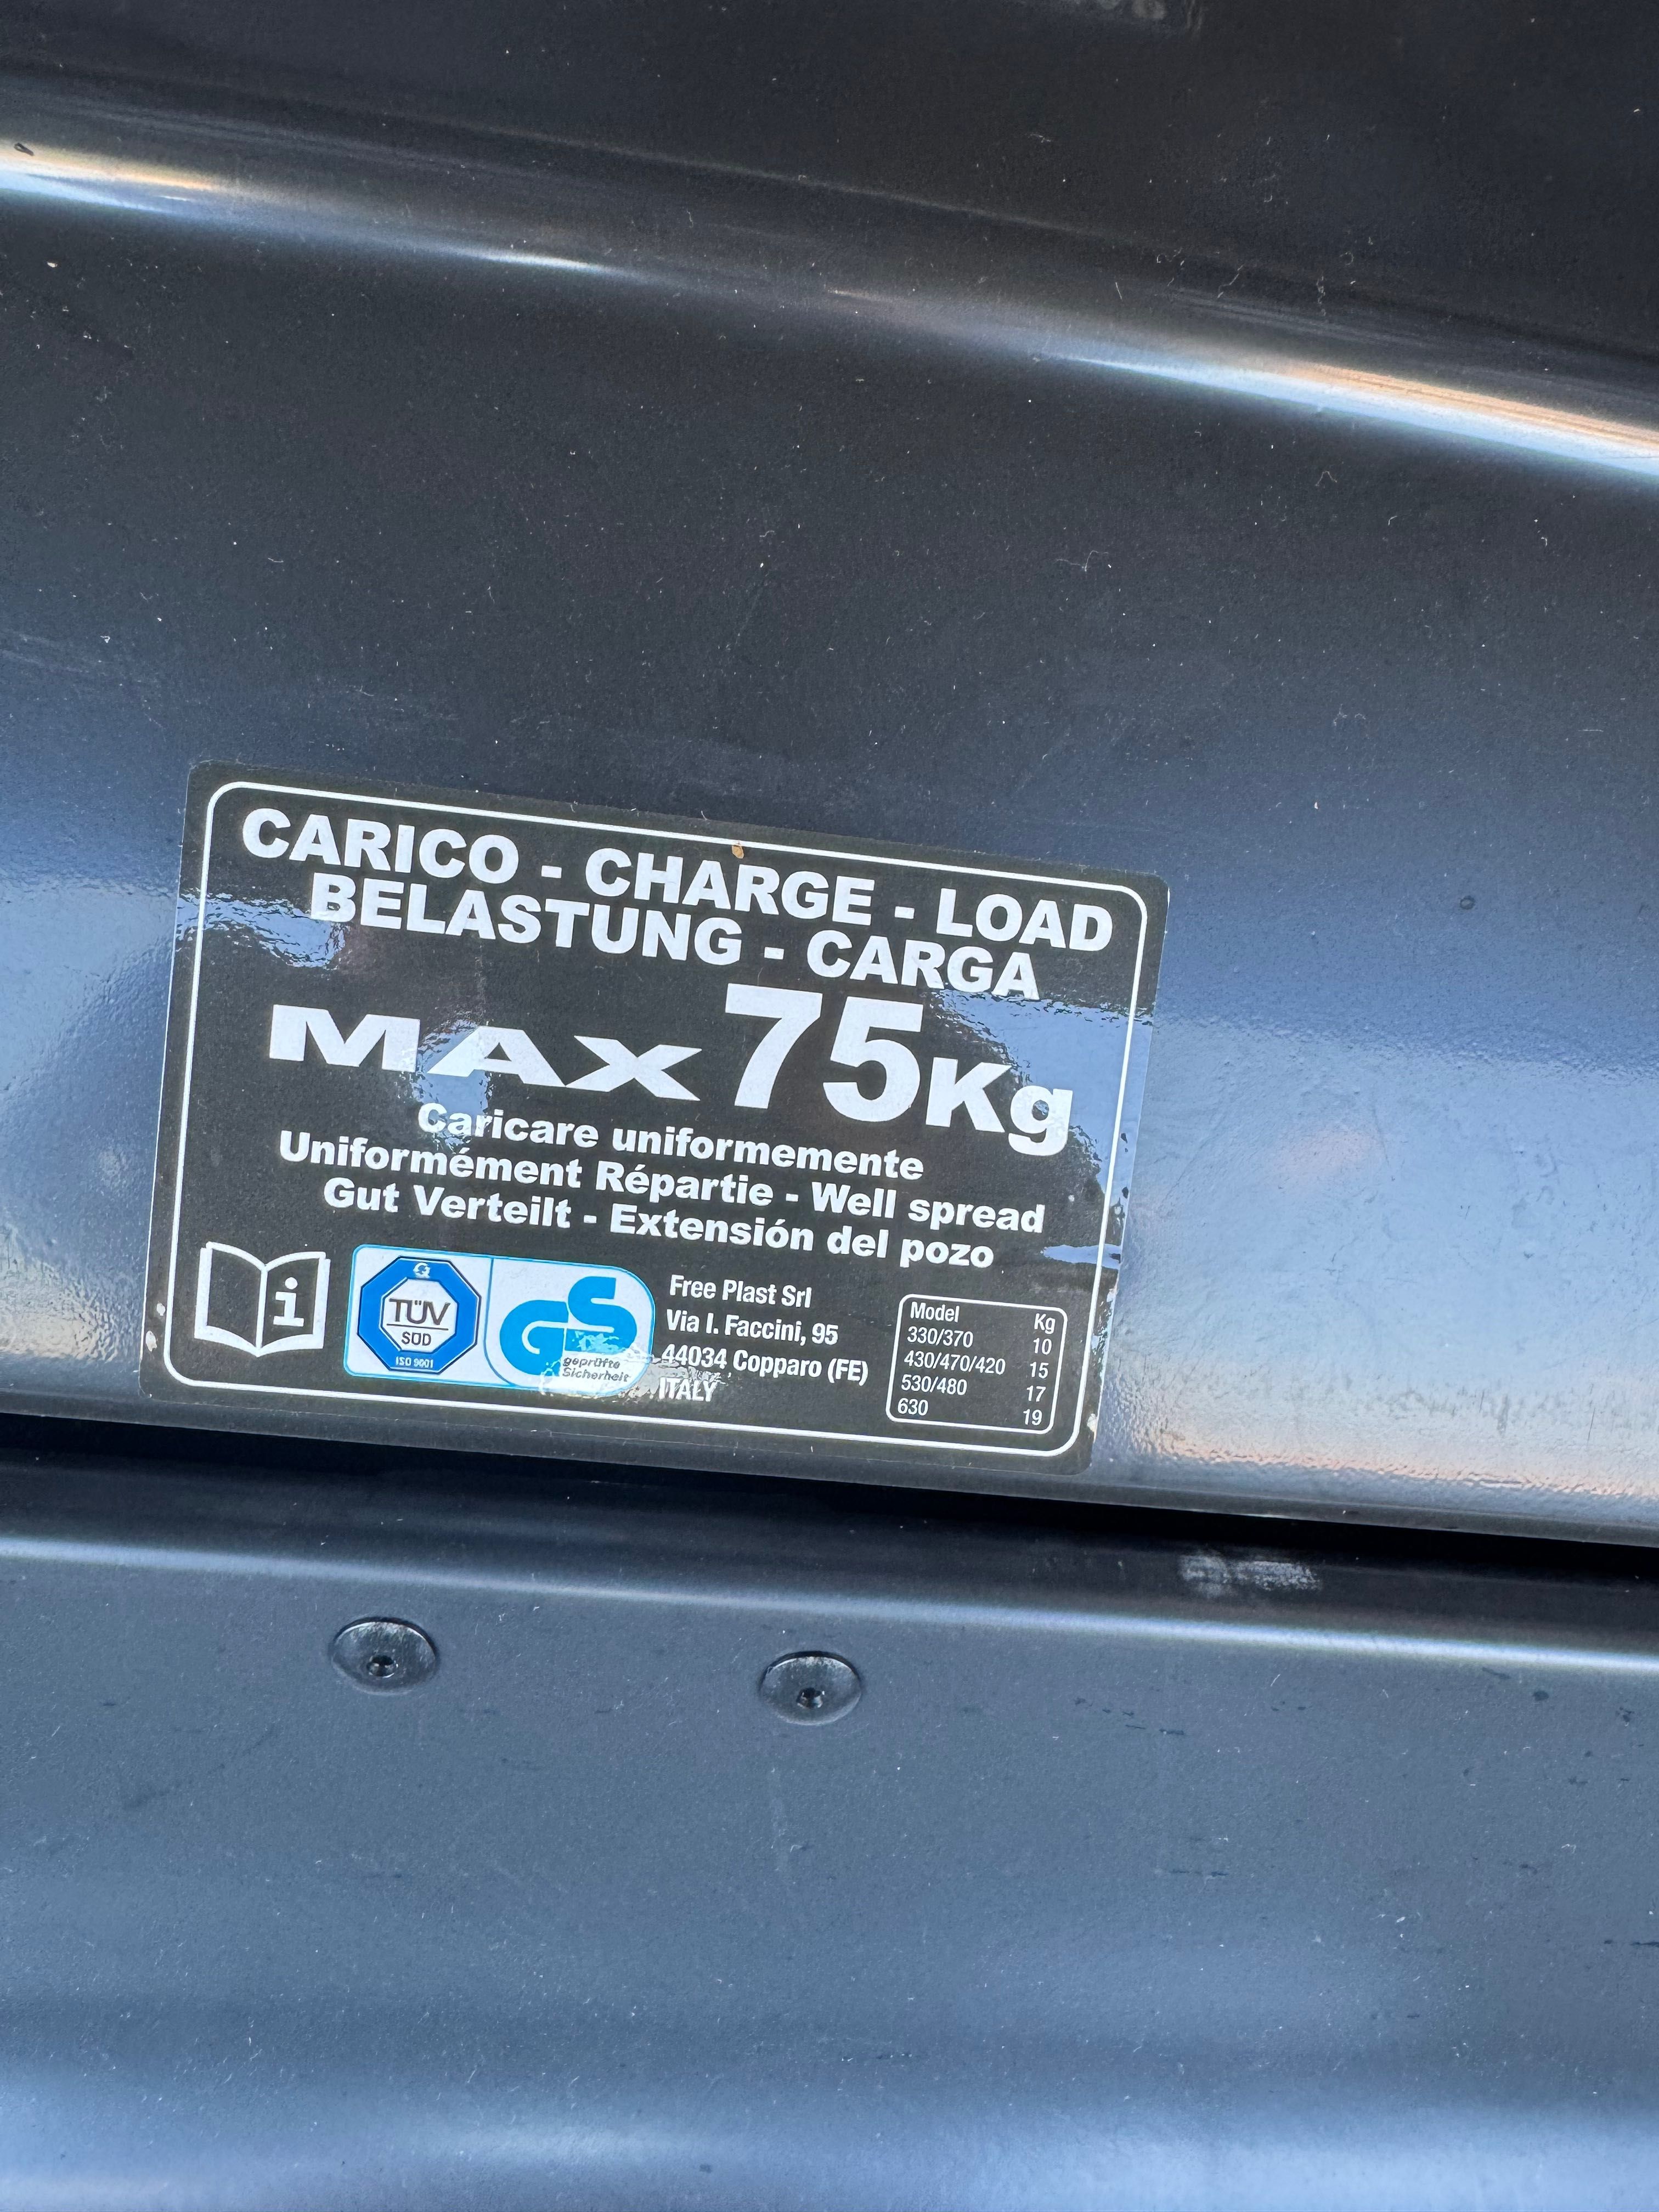 CARICO - CHARGE - LOAD
BELASTUNG - CARGA
MAX 75Kg
Caricare uniformemente
Uniformément Répartie - Well spread
Gut Verteilt - Extensión del pozo
i
TÜV
SÜD
ISO 9001
GS
geprüfte
Sicherheit
Free Plast Srl
Via I. Faccini, 95
44034 Copparo (FE)
ITALY
Model Kg
330/370 10
430/470/420 15
530/480 17
630 19